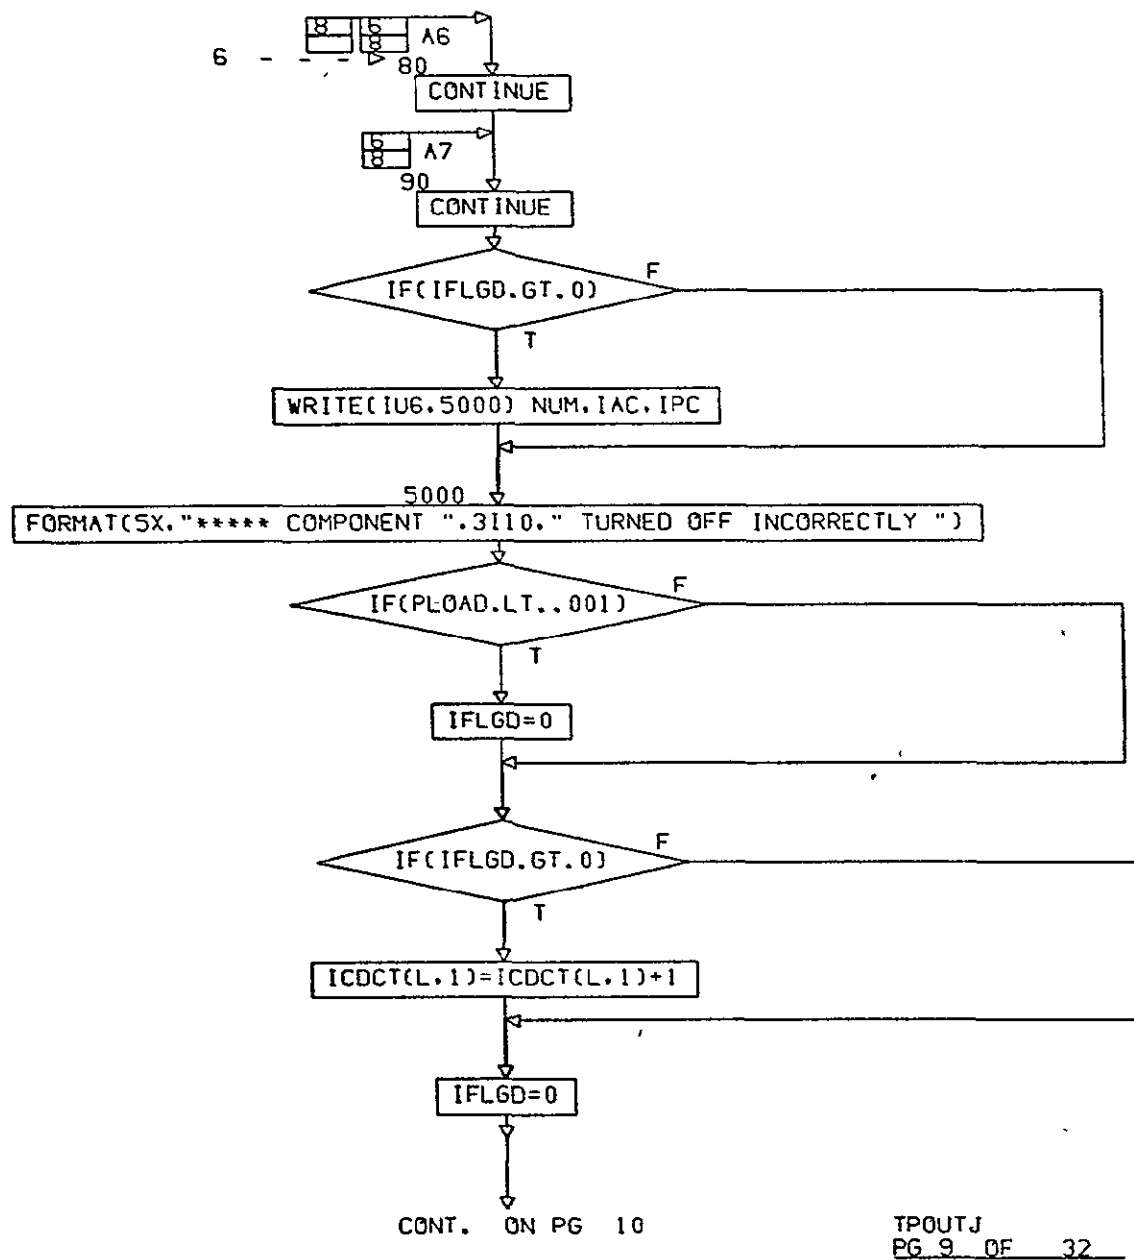 8 6
8 A6
6 - - - 80
CONTINUE
6
8 A7
90
CONTINUE
IF(IFLGD.GT.0) F
T
WRITE(IU6.5000) NUM.IAC.IPC
5000
FORMAT(5X."***** COMPONENT ".3I10." TURNED OFF INCORRECTLY ")
IF(PLOAD.LT..001) F
T
IFLGD=0
IF(IFLGD.GT.0) F
T
ICDCT(L,1)=ICDCT(L,1)+1
IFLGD=0
CONT. ON PG 10
TPOUTJ
PG 9 OF 32